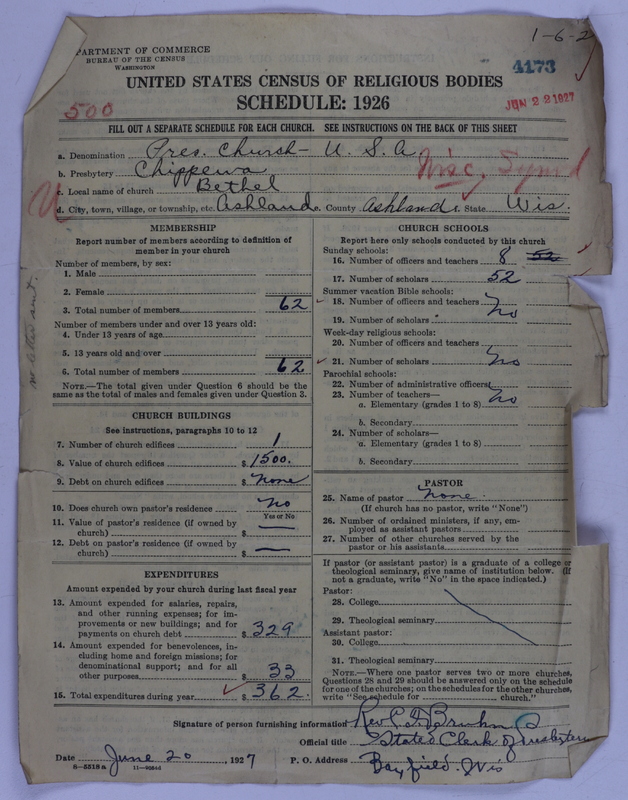 1-6-2
DEPARTMENT OF COMMERCE
BUREAU OF THE CENSUS
WASHINGTON
4173
UNITED STATES CENSUS OF RELIGIOUS BODIES
JUN 22 1927
500
SCHEDULE: 1926
FILL OUT A SEPARATE SCHEDULE FOR EACH CHURCH. SEE INSTRUCTIONS ON THE BACK OF THIS SHEET
a. Denomination Pres. Church - U. S. A.
b. Presbytery Chippewa
Wisc. Synod
c. Local name of church Bethel
d. City, town, village, or township, etc. Ashland e. County Ashland f. State Wis.
MEMBERSHIP
Report number of members according to definition of
member in your church
Number of members, by sex:
1. Male
2. Female
3. Total number of members 62
Number of members under and over 13 years old:
4. Under 13 years of age
5. 13 years old and over
6. Total number of members 62
NOTE.—The total given under Question 6 should be the
same as the total of males and females given under Question 3.
no letter sent.
CHURCH BUILDINGS
See instructions, paragraphs 10 to 12
7. Number of church edifices 1
8. Value of church edifices $ 1500.
9. Debt on church edifices $ none
10. Does church own pastor's residence no
Yes or No
11. Value of pastor's residence (if owned by
church) $ —
12. Debt on pastor's residence (if owned by
church) $ —
EXPENDITURES
Amount expended by your church during last fiscal year
13. Amount expended for salaries, repairs,
and other running expenses; for im-
provements or new buildings; and for
payments on church debt $ 329
14. Amount expended for benevolences, in-
cluding home and foreign missions; for
denominational support; and for all
other purposes $ 33
15. Total expenditures during year $ 362.
CHURCH SCHOOLS
Report here only schools conducted by this church
Sunday schools:
16. Number of officers and teachers 8 52
17. Number of scholars 52
Summer vacation Bible schools:
18. Number of officers and teachers no
19. Number of scholars
Week-day religious schools:
20. Number of officers and teachers
21. Number of scholars no
Parochial schools:
22. Number of administrative officers
23. Number of teachers— no
a. Elementary (grades 1 to 8)
b. Secondary
24. Number of scholars—
a. Elementary (grades 1 to 8)
b. Secondary
PASTOR
25. Name of pastor none.
(If church has no pastor, write "None")
26. Number of ordained ministers, if any, em-
ployed as assistant pastors
27. Number of other churches served by the
pastor or his assistants
If pastor (or assistant pastor) is a graduate of a college or
theological seminary, give name of institution below. (If
not a graduate, write "No" in the space indicated.)
Pastor:
28. College
29. Theological seminary
Assistant pastor:
30. College
31. Theological seminary
NOTE.—Where one pastor serves two or more churches,
Questions 28 and 29 should be answered only on the schedule
for one of the churches; on the schedules for the other churches,
write "See schedule for church."
Signature of person furnishing information Rev
Official title Stated Clerk of Presbytery
Date June 20 1927 P. O. Address Bayfield. Wis
8—5518 a